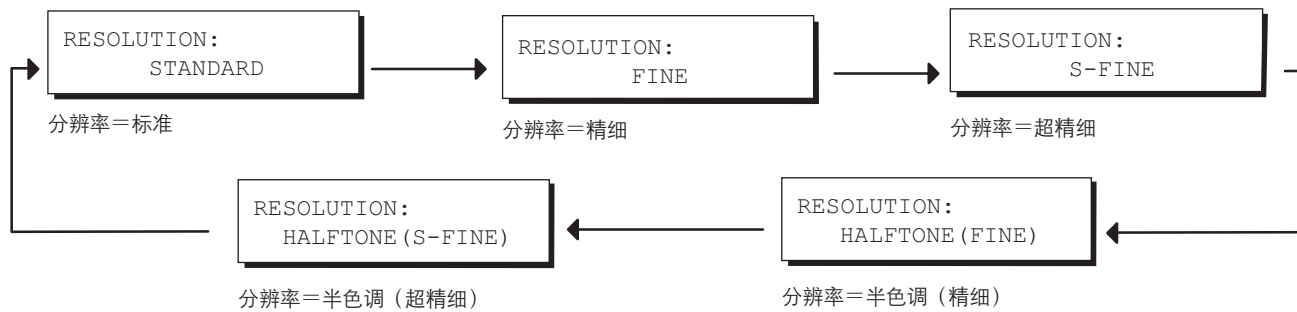 RESOLUTION:
STANDARD
分辨率＝标准
RESOLUTION:
FINE
分辨率＝精细
RESOLUTION:
S-FINE
分辨率＝超精细
RESOLUTION:
HALFTONE(FINE)
分辨率＝半色调（精细）
RESOLUTION:
HALFTONE(S-FINE)
分辨率＝半色调（超精细）